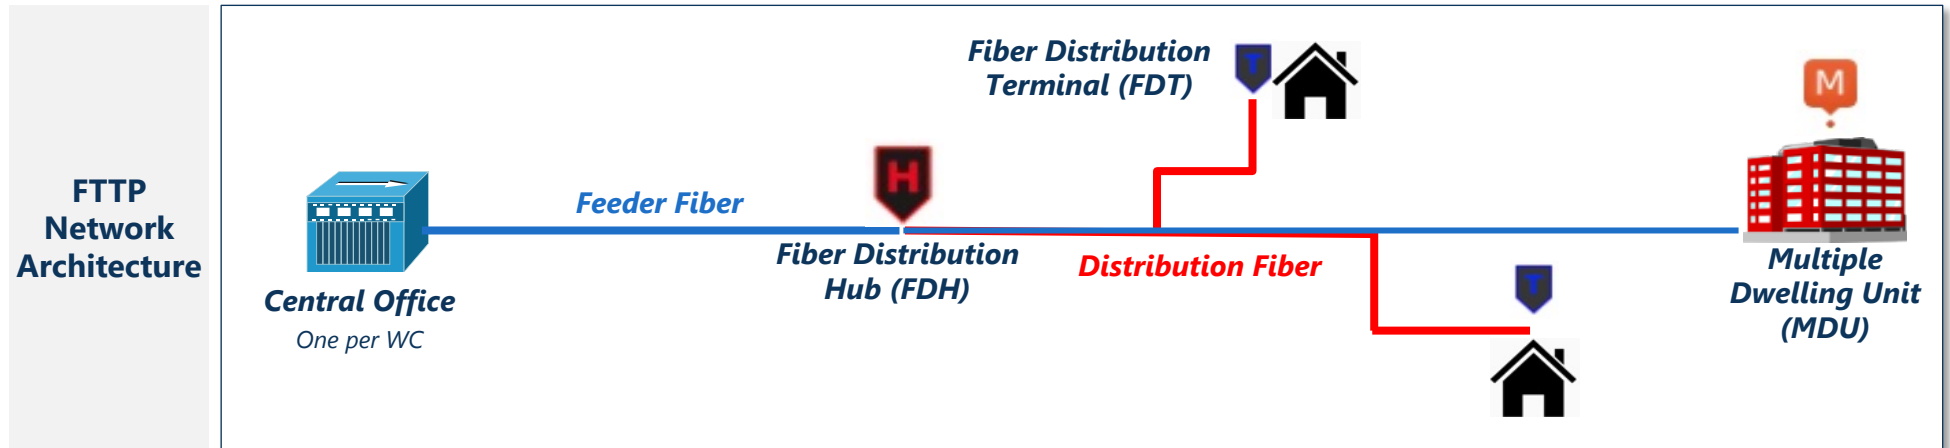 FTTP
Network
Architecture
Central Office
One per WC
Feeder Fiber
H
Fiber Distribution
Hub (FDH)
Fiber Distribution
Terminal (FDT)
T
Distribution Fiber
T
M
Multiple
Dwelling Unit
(MDU)